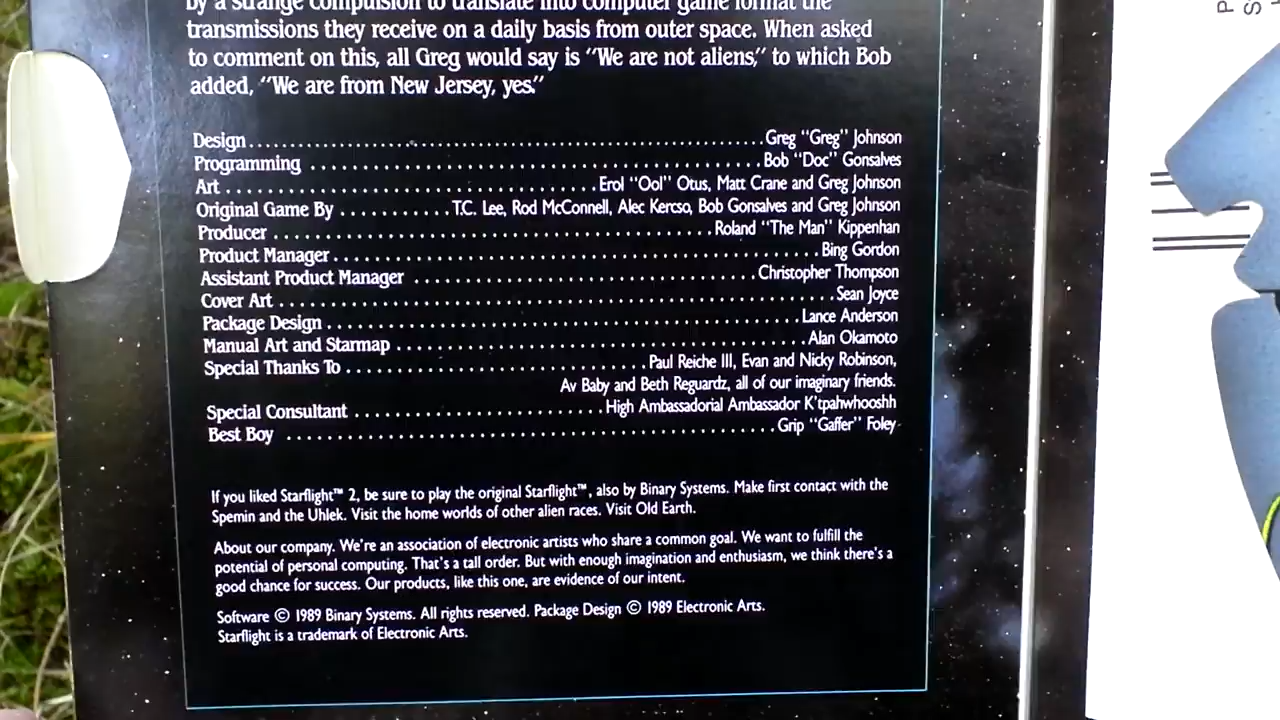 by a strange compulsion to translate into computer game format the
transmissions they receive on a daily basis from outer space. When asked
to comment on this, all Greg would say is “We are not aliens,” to which Bob
added, “We are from New Jersey, yes.”
Design..........Greg “Greg” Johnson
Programming..........Bob “Doc” Gonsalves
Art..........Erol “Ool” Otus, Matt Crane and Greg Johnson
Original Game By..........T.C. Lee, Rod McConnell, Alec Kercso, Bob Gonsalves and Greg Johnson
Producer..........Roland “The Man” Kippenhan
Product Manager..........Bing Gordon
Assistant Product Manager..........Christopher Thompson
Cover Art..........Sean Joyce
Package Design..........Lance Anderson
Manual Art and Starmap..........Alan Okamoto
Special Thanks To..........Paul Reiche III, Evan and Nicky Robinson,
Av Baby and Beth Reguardz, all of our imaginary friends.
Special Consultant..........High Ambassadorial Ambassador K'tpahwhooshh
Best Boy..........Grip “Gaffer” Foley
If you liked Starflight™ 2, be sure to play the original Starflight™, also by Binary Systems. Make first contact with the
Spemin and the Uhlek. Visit the home worlds of other alien races. Visit Old Earth.
About our company. We're an association of electronic artists who share a common goal. We want to fulfill the
potential of personal computing. That's a tall order. But with enough imagination and enthusiasm, we think there's a
good chance for success. Our products, like this one, are evidence of our intent.
Software © 1989 Binary Systems. All rights reserved. Package Design © 1989 Electronic Arts.
Starflight is a trademark of Electronic Arts.